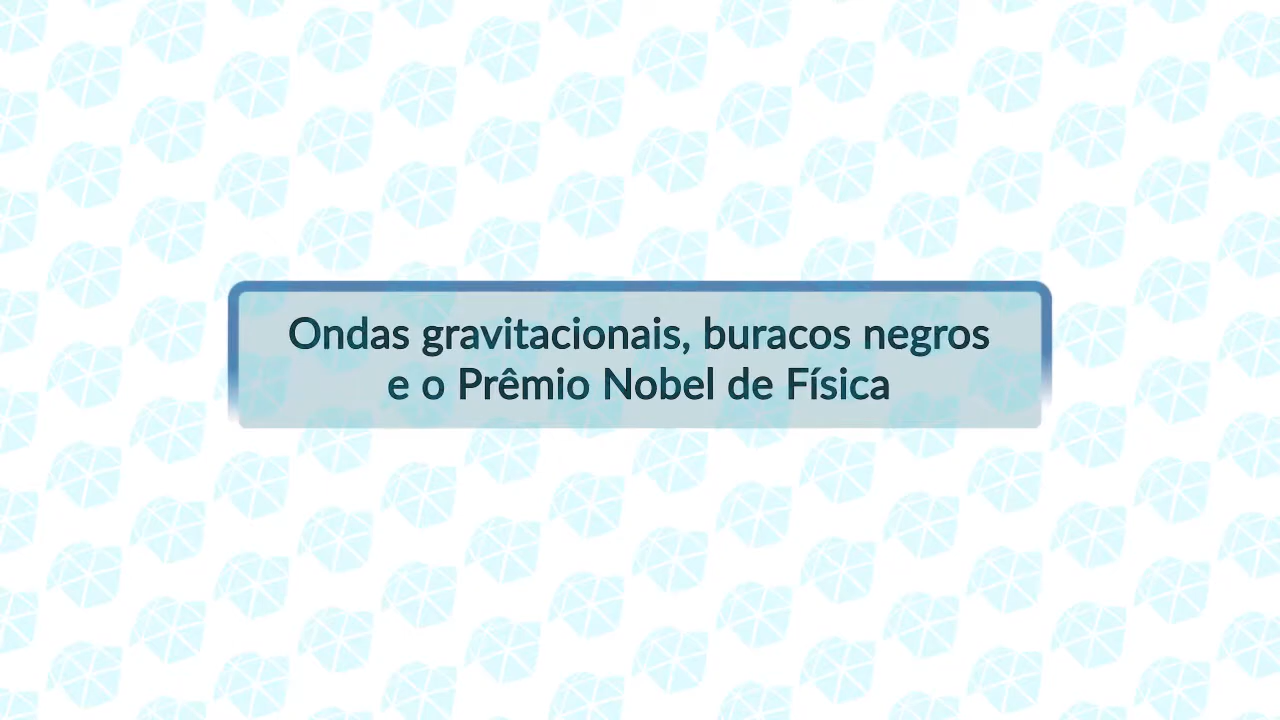 Ondas gravitacionais, buracos negros
e o Prêmio Nobel de Física